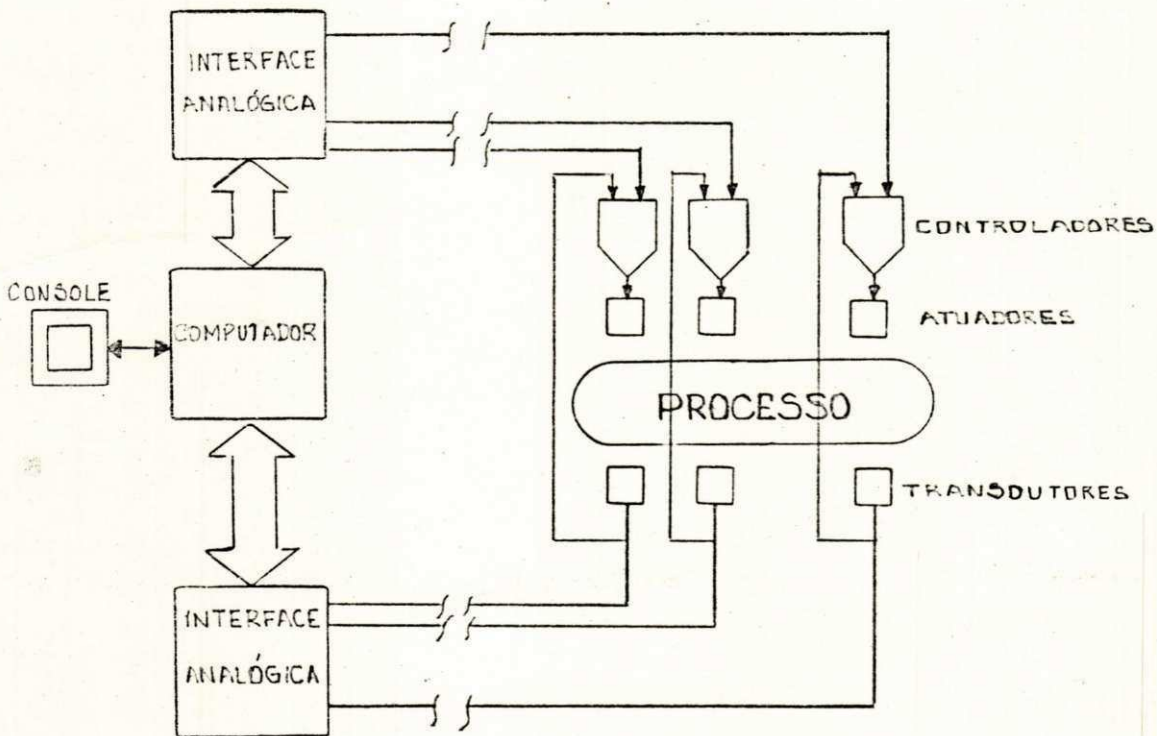 INTERFACE
ANALÓGICA
CONTROLADORES
CONSOLE
COMPUTADOR
ATUADORES
PROCESSO
TRANSDUTORES
INTERFACE
ANALÓGICA